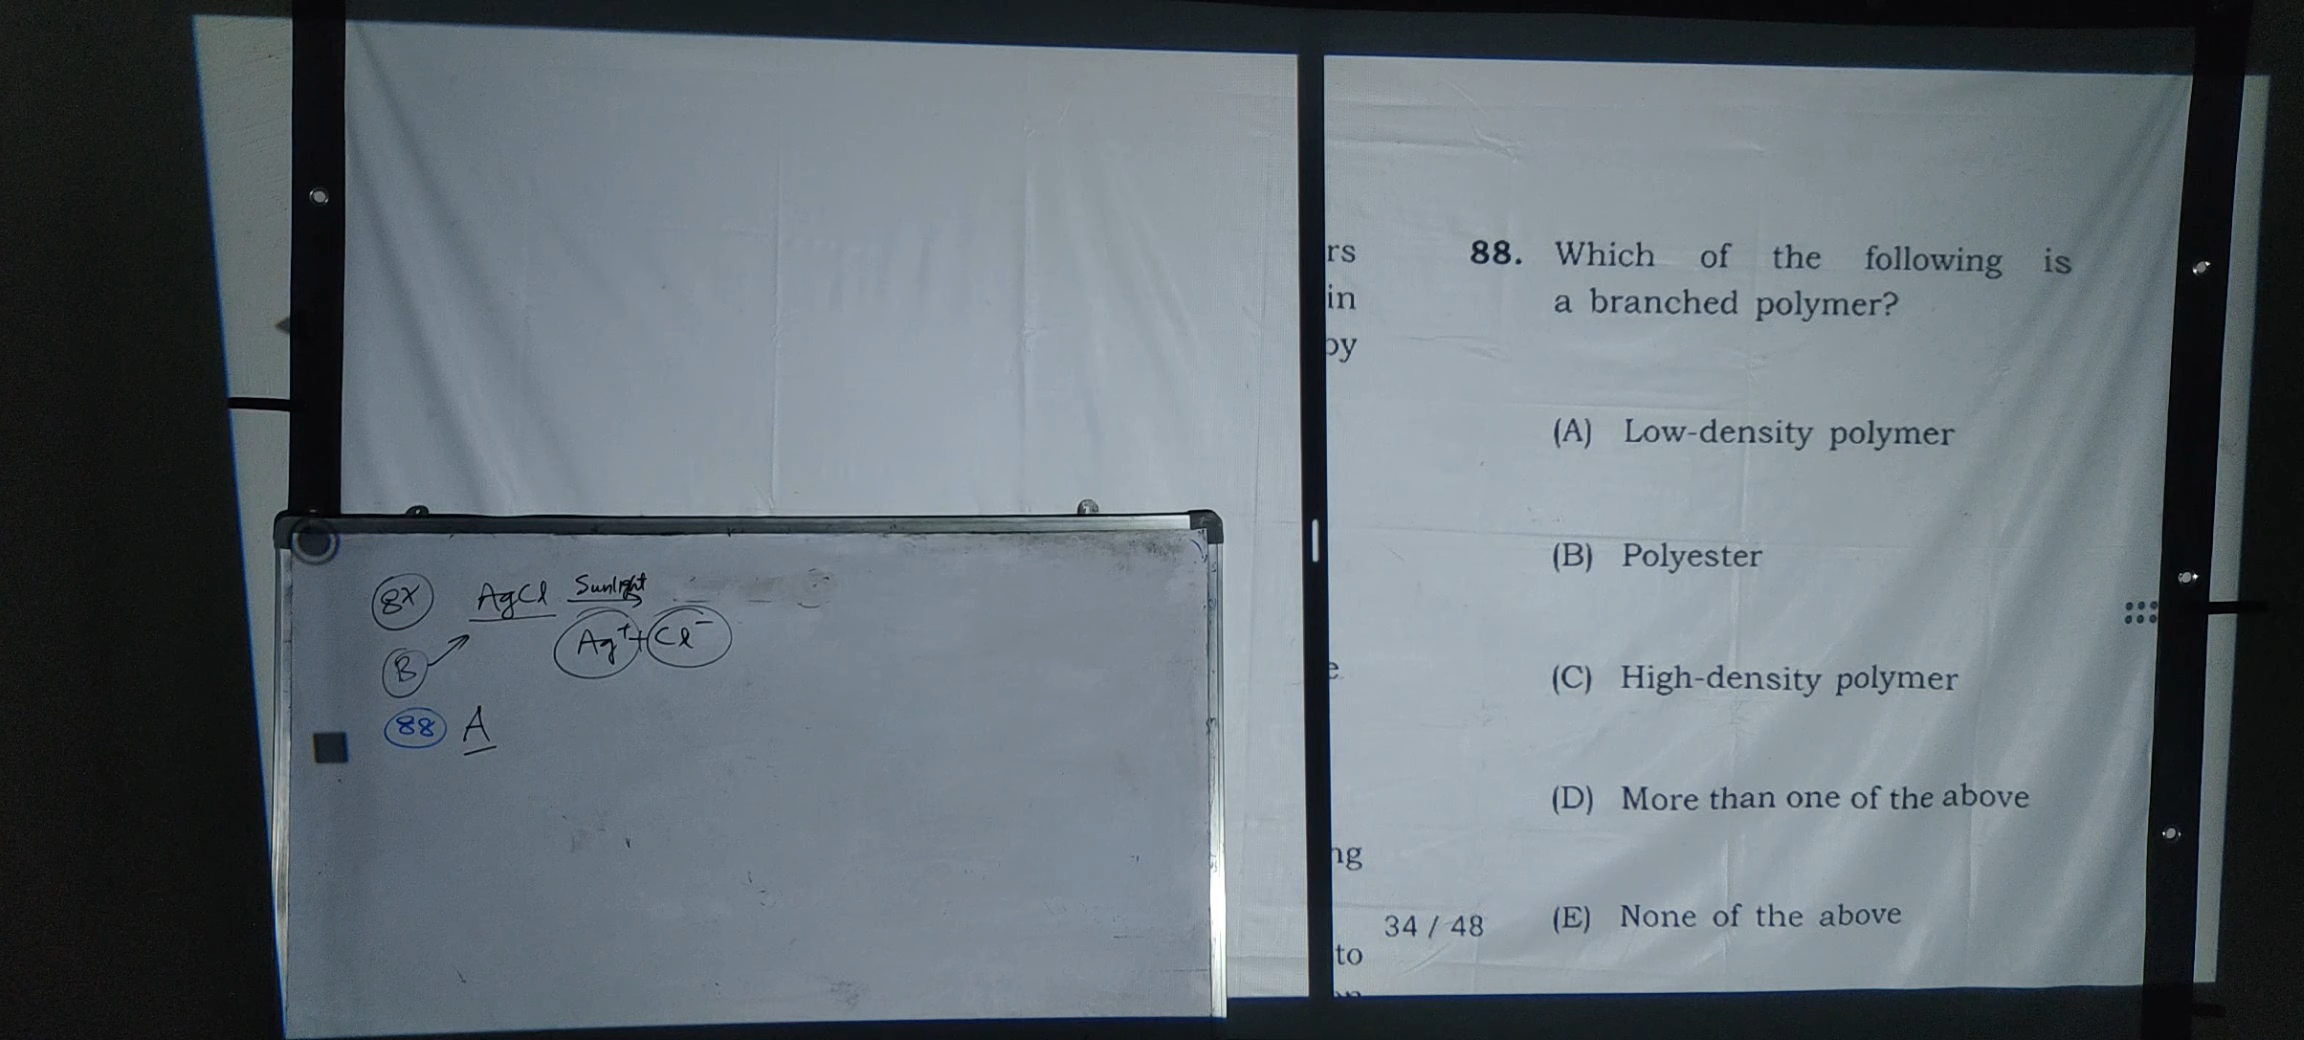 rs
in
by
e
ng
to
34 / 48
88. Which of the following is
a branched polymer?
(A) Low-density polymer
(B) Polyester
(C) High-density polymer
(D) More than one of the above
(E) None of the above
AgCl Sunlight
Ag⁺ + Cl⁻
B
88 A